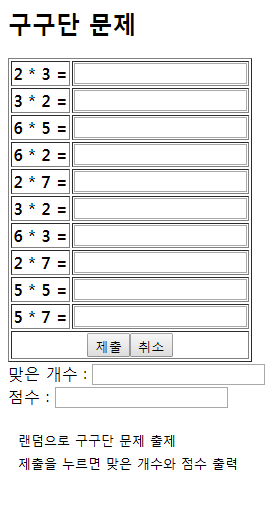 구구단 문제
2 * 3 =
3 * 2 =
6 * 5 =
6 * 2 =
2 * 7 =
3 * 2 =
6 * 3 =
2 * 7 =
5 * 5 =
5 * 7 =
제출 취소
맞은 개수 :
점수 :
랜덤으로 구구단 문제 출제
제출을 누르면 맞은 개수와 점수 출력